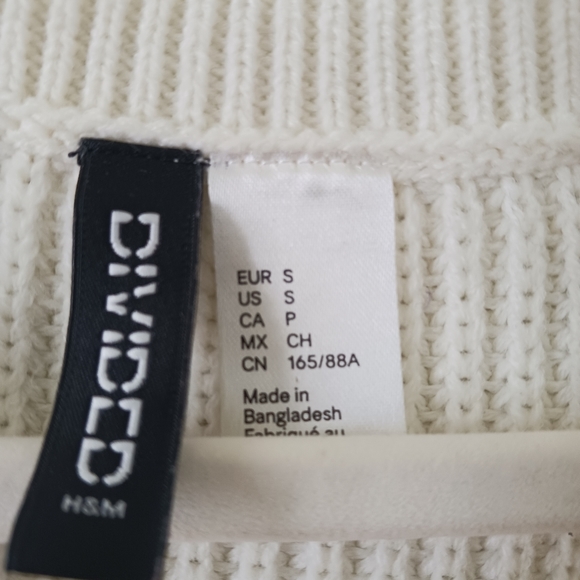 DIVIDED
H&M
EUR S
US S
CA P
MX CH
CN 165/88A
Made in
Bangladesh
Fabriqué au